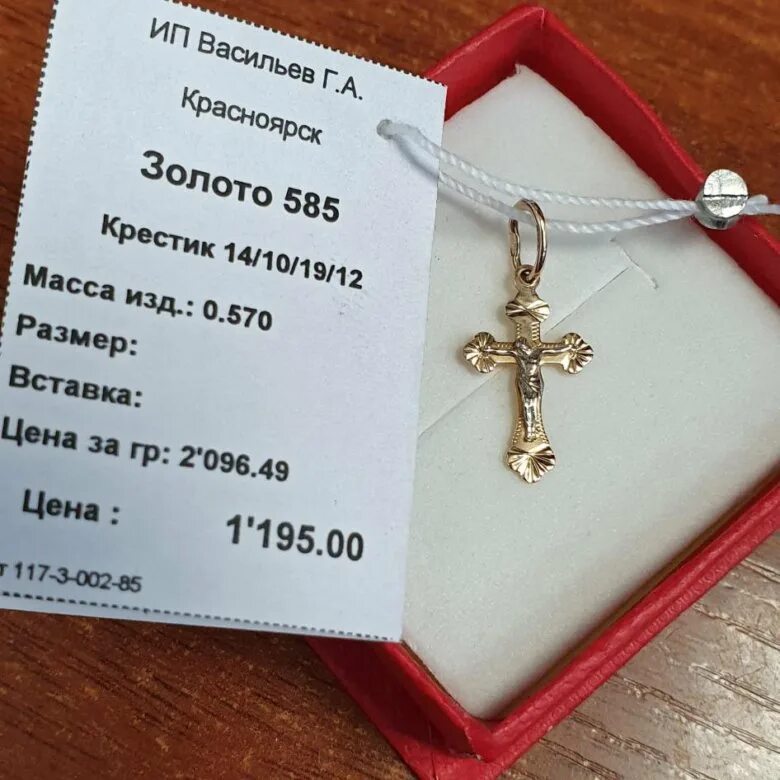 ИП Васильев Г.А.
Красноярск
Золото 585
Крестик 14/10/19/12
Масса изд.: 0.570
Размер:
Вставка:
Цена за гр: 2'096.49
Цена : 1'195.00
т 117-3-002-85